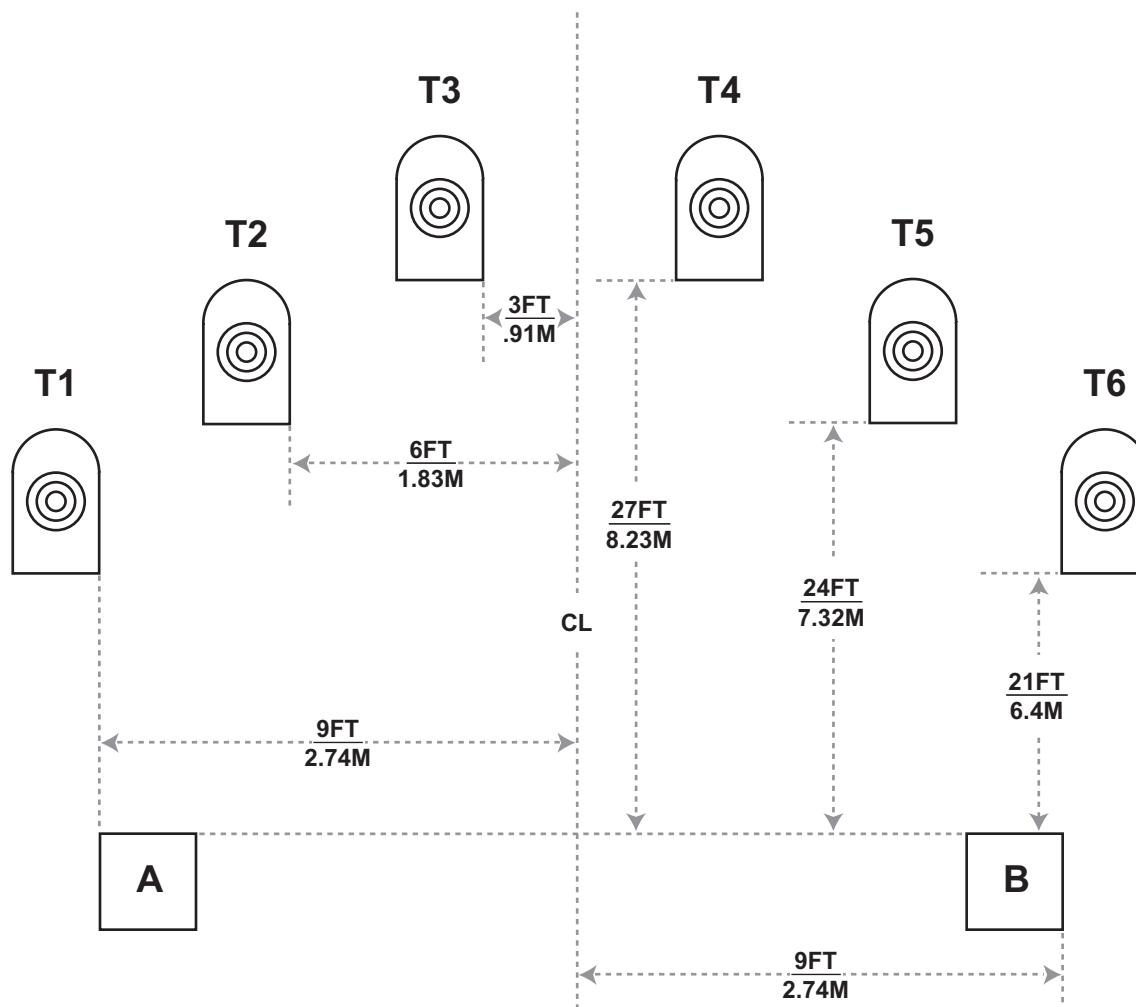 T3
T4
T2
T5
3FT
.91M
T1
T6
6FT
1.83M
27FT
8.23M
24FT
7.32M
CL
21FT
6.4M
9FT
2.74M
A
B
9FT
2.74M